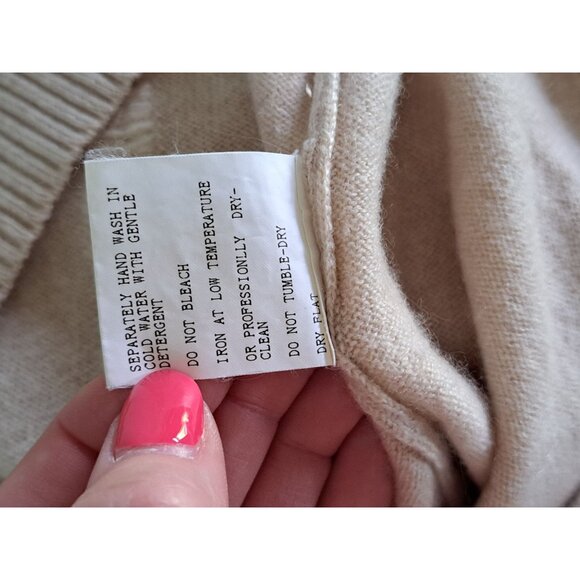 SEPARATELY HAND WASH IN
COLD WATER WITH GENTLE
DETERGENT
DO NOT BLEACH
IRON AT LOW TEMPERATURE
OR PROFESSIONLLY DRY-
CLEAN
DO NOT TUMBLE-DRY
DRY FLAT